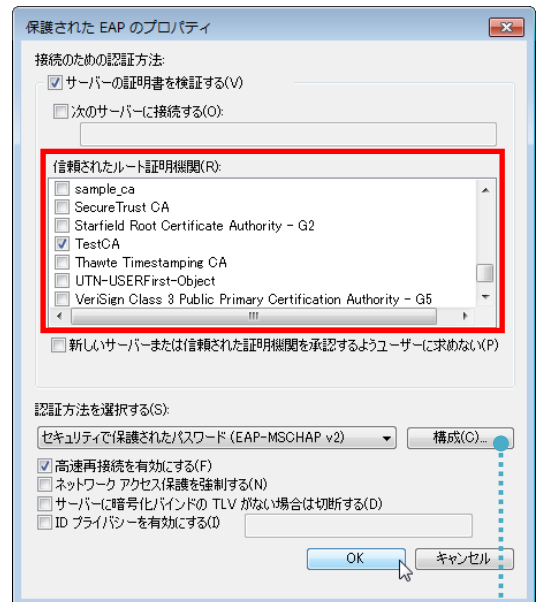 保護された EAP のプロパティ
接続のための認証方法:
サーバーの証明書を検証する(V)
次のサーバーに接続する(O):
信頼されたルート証明機関(R):
sample_ca
SecureTrust CA
Starfield Root Certificate Authority - G2
TestCA
Thawte Timestamping CA
UTN-USERFirst-Object
VeriSign Class 3 Public Primary Certification Authority - G5
新しいサーバーまたは信頼された証明機関を承認するようユーザーに求めない(P)
認証方法を選択する(S):
セキュリティで保護されたパスワード (EAP-MSCHAP v2) 構成(C)...
高速再接続を有効にする(F)
ネットワーク アクセス保護を強制する(N)
サーバーに暗号化バインドの TLV がない場合は切断する(D)
ID プライバシーを有効にする(I)
OK キャンセル